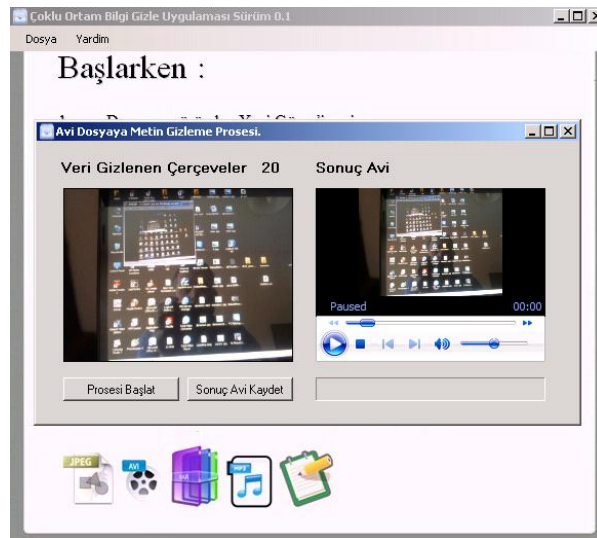 Çoklu Ortam Bilgi Gizle Uygulaması Sürüm 0.1
Dosya Yardim
Başlarken :
Avi Dosyaya Metin Gizleme Prosesi.
Veri Gizlenen Çerçeveler 20 Sonuç Avi
Paused 00:00
Prosesi Başlat Sonuç Avi Kaydet
JPEG AVI MP3